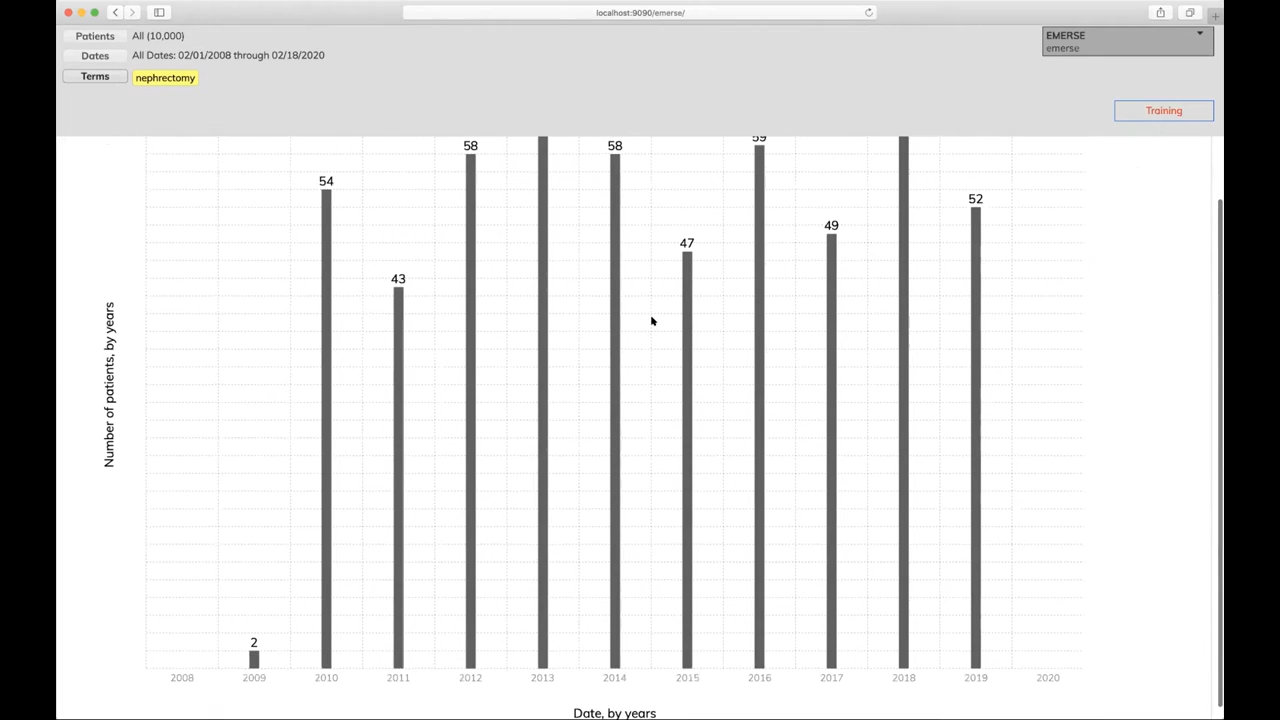 localhost:9090/emerse/
Patients All (10,000)
EMERSE
emerse
Dates All Dates: 02/01/2008 through 02/18/2020
Terms nephrectomy
Training
59
58 58
54
52
49
47
43
2
Number of patients, by years
2008 2009 2010 2011 2012 2013 2014 2015 2016 2017 2018 2019 2020
Date, by years